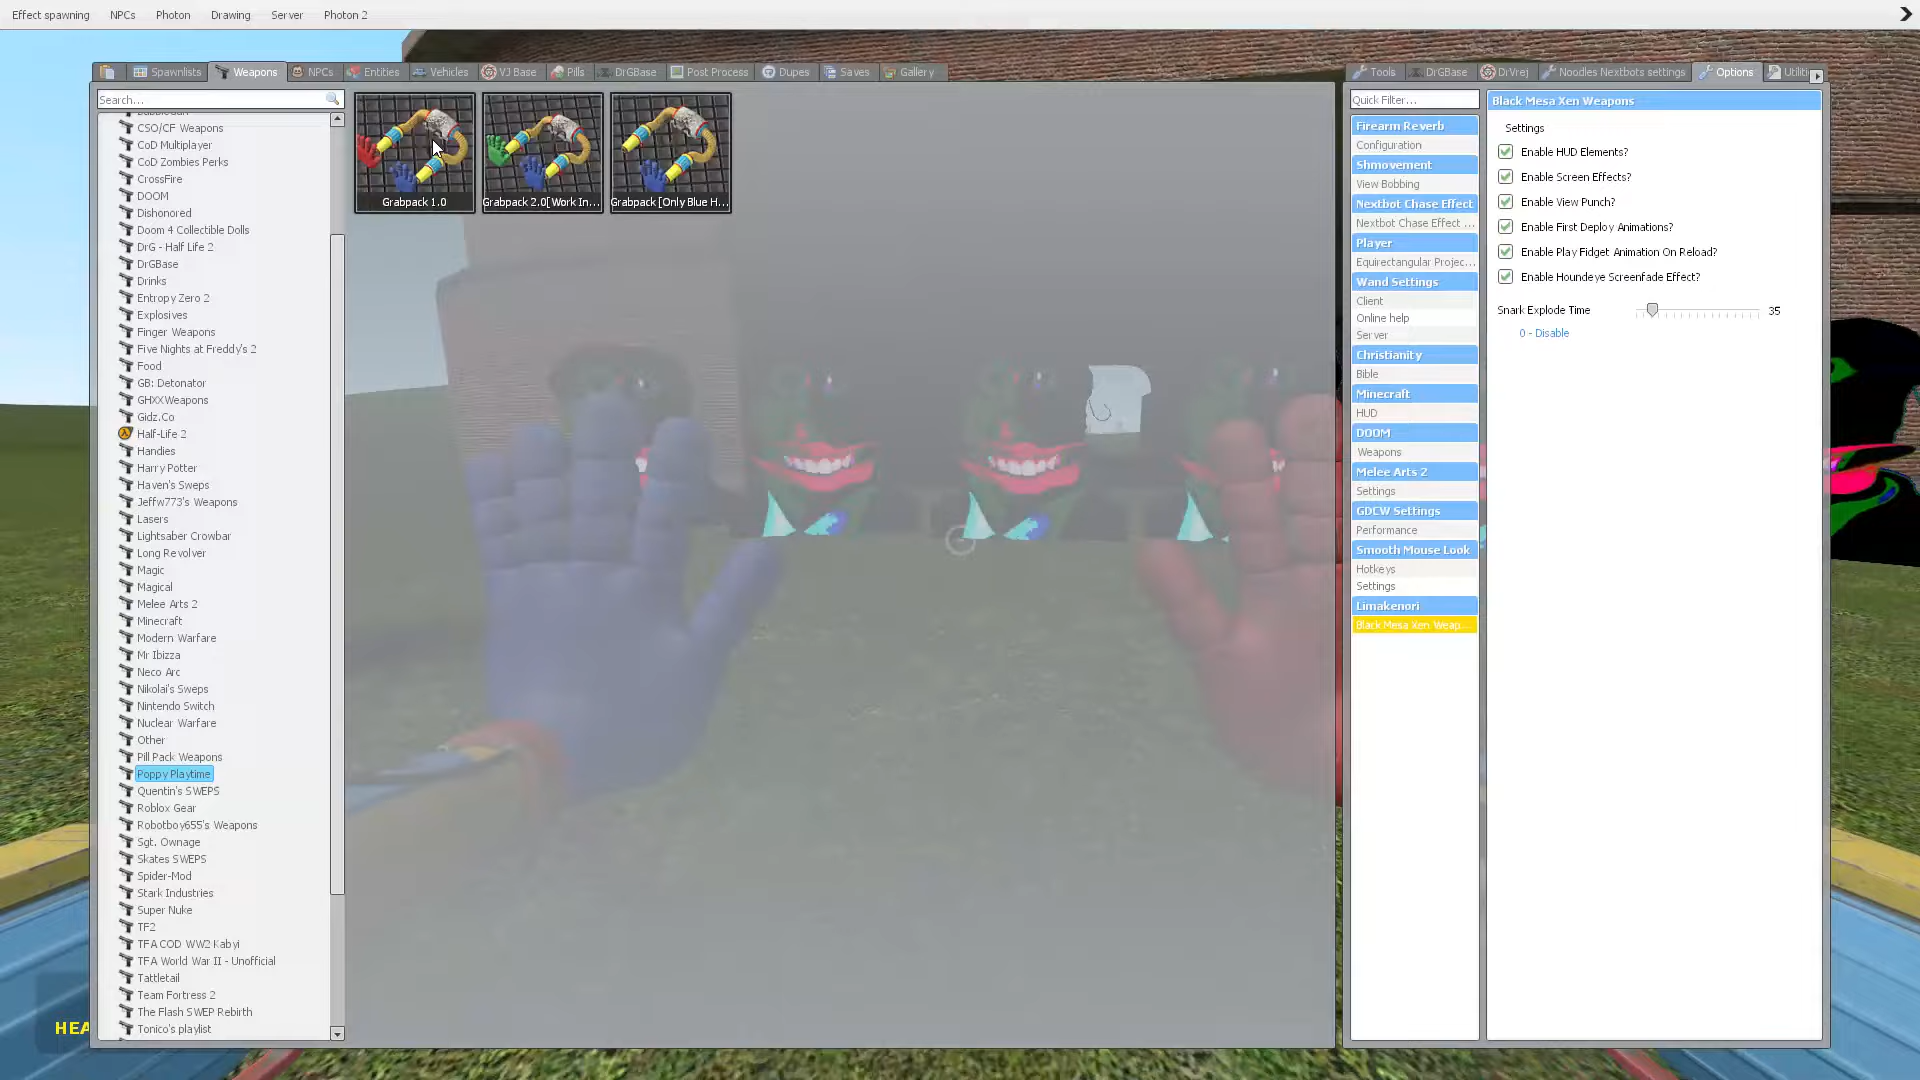 Effect spawning NPCs Photon Drawing Server Photon 2
Spawnlists Weapons NPCs Entities Vehicles VJ Base Pills DrGBase Post Process Dupes Saves Gallery
Search...
CSO/CF Weapons
CoD Multiplayer
CoD Zombies Perks
CrossFire
DOOM
Dishonored
Doom 4 Collectible Dolls
DrG - Half Life 2
DrGBase
Drinks
Entropy Zero 2
Explosives
Finger Weapons
Five Nights at Freddy's 2
Food
GB: Detonator
GHXXWeapons
Gidz.Co
Half-Life 2
Handies
Harry Potter
Haven's Sweps
Jeffw773's Weapons
Lasers
Lightsaber Crowbar
Long Revolver
Magic
Magical
Melee Arts 2
Minecraft
Modern Warfare
Mr Ibizza
Neco Arc
Nikolai's Sweps
Nintendo Switch
Nuclear Warfare
Other
Pill Pack Weapons
Poppy Playtime
Quentin's SWEPS
Roblox Gear
Robotboy655's Weapons
Sgt. Ownage
Skates SWEPS
Spider-Mod
Stark Industries
Super Nuke
TF2
TFA COD WW2 Kabyi
TFA World War II - Unofficial
Tattletail
Team Fortress 2
The Flash SWEP Rebirth
Tonico's playlist
Grabpack 1.0
Grabpack 2.0[Work In...
Grabpack [Only Blue H...
HEA
Tools DrGBase DrVrej Noodles Nextbots settings Options Utiliti
Quick Filter...
Firearm Reverb
Configuration
Shmovement
View Bobbing
Nextbot Chase Effect
Nextbot Chase Effect ...
Player
Equirectangular Projec...
Wand Settings
Client
Online help
Server
Christianity
Bible
Minecraft
HUD
DOOM
Weapons
Melee Arts 2
Settings
GDCW Settings
Performance
Smooth Mouse Look
Hotkeys
Settings
Limakenori
Black Mesa Xen Weap...
Black Mesa Xen Weapons
Settings
Enable HUD Elements?
Enable Screen Effects?
Enable View Punch?
Enable First Deploy Animations?
Enable Play Fidget Animation On Reload?
Enable Houndeye Screenfade Effect?
Snark Explode Time 35
0 - Disable